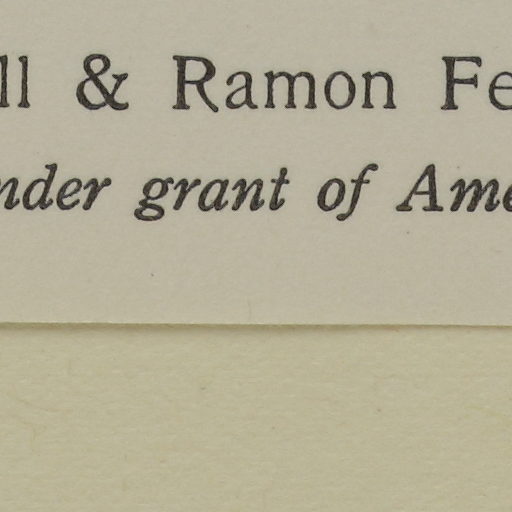 ll & Ramon Fe
nder grant of Ame